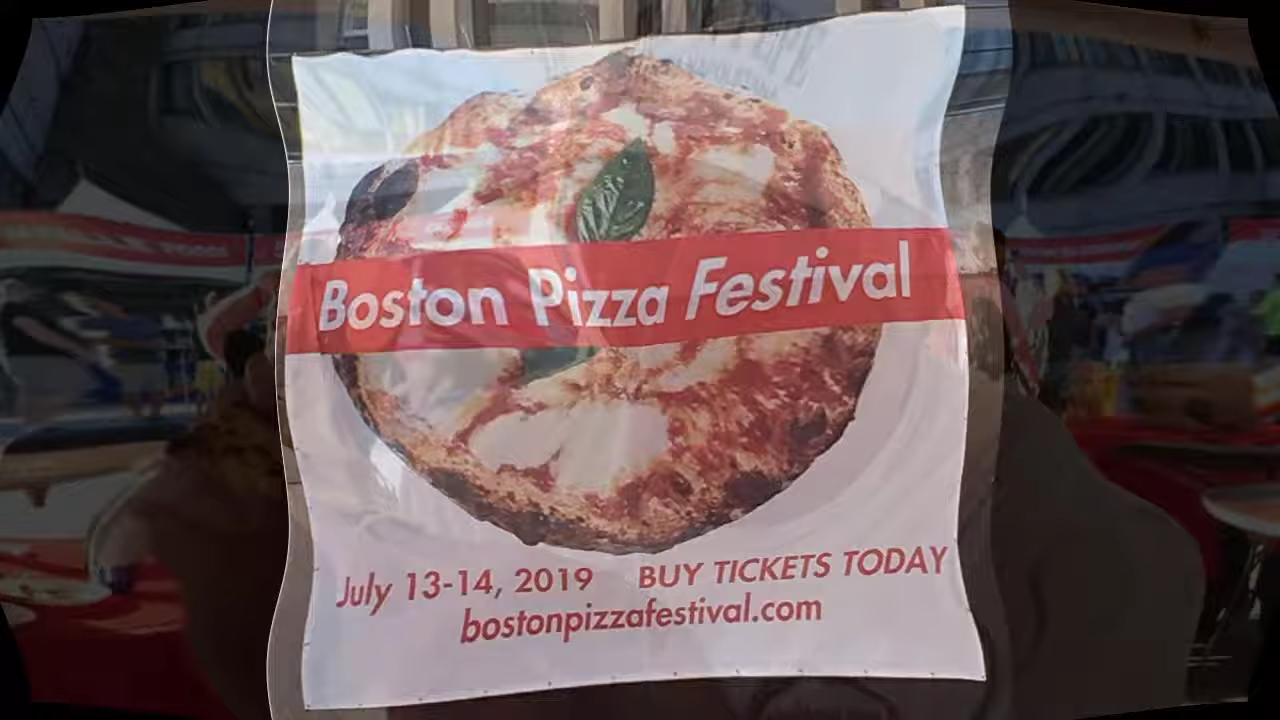 Boston Pizza Festival
July 13-14, 2019 BUY TICKETS TODAY
bostonpizzafestival.com